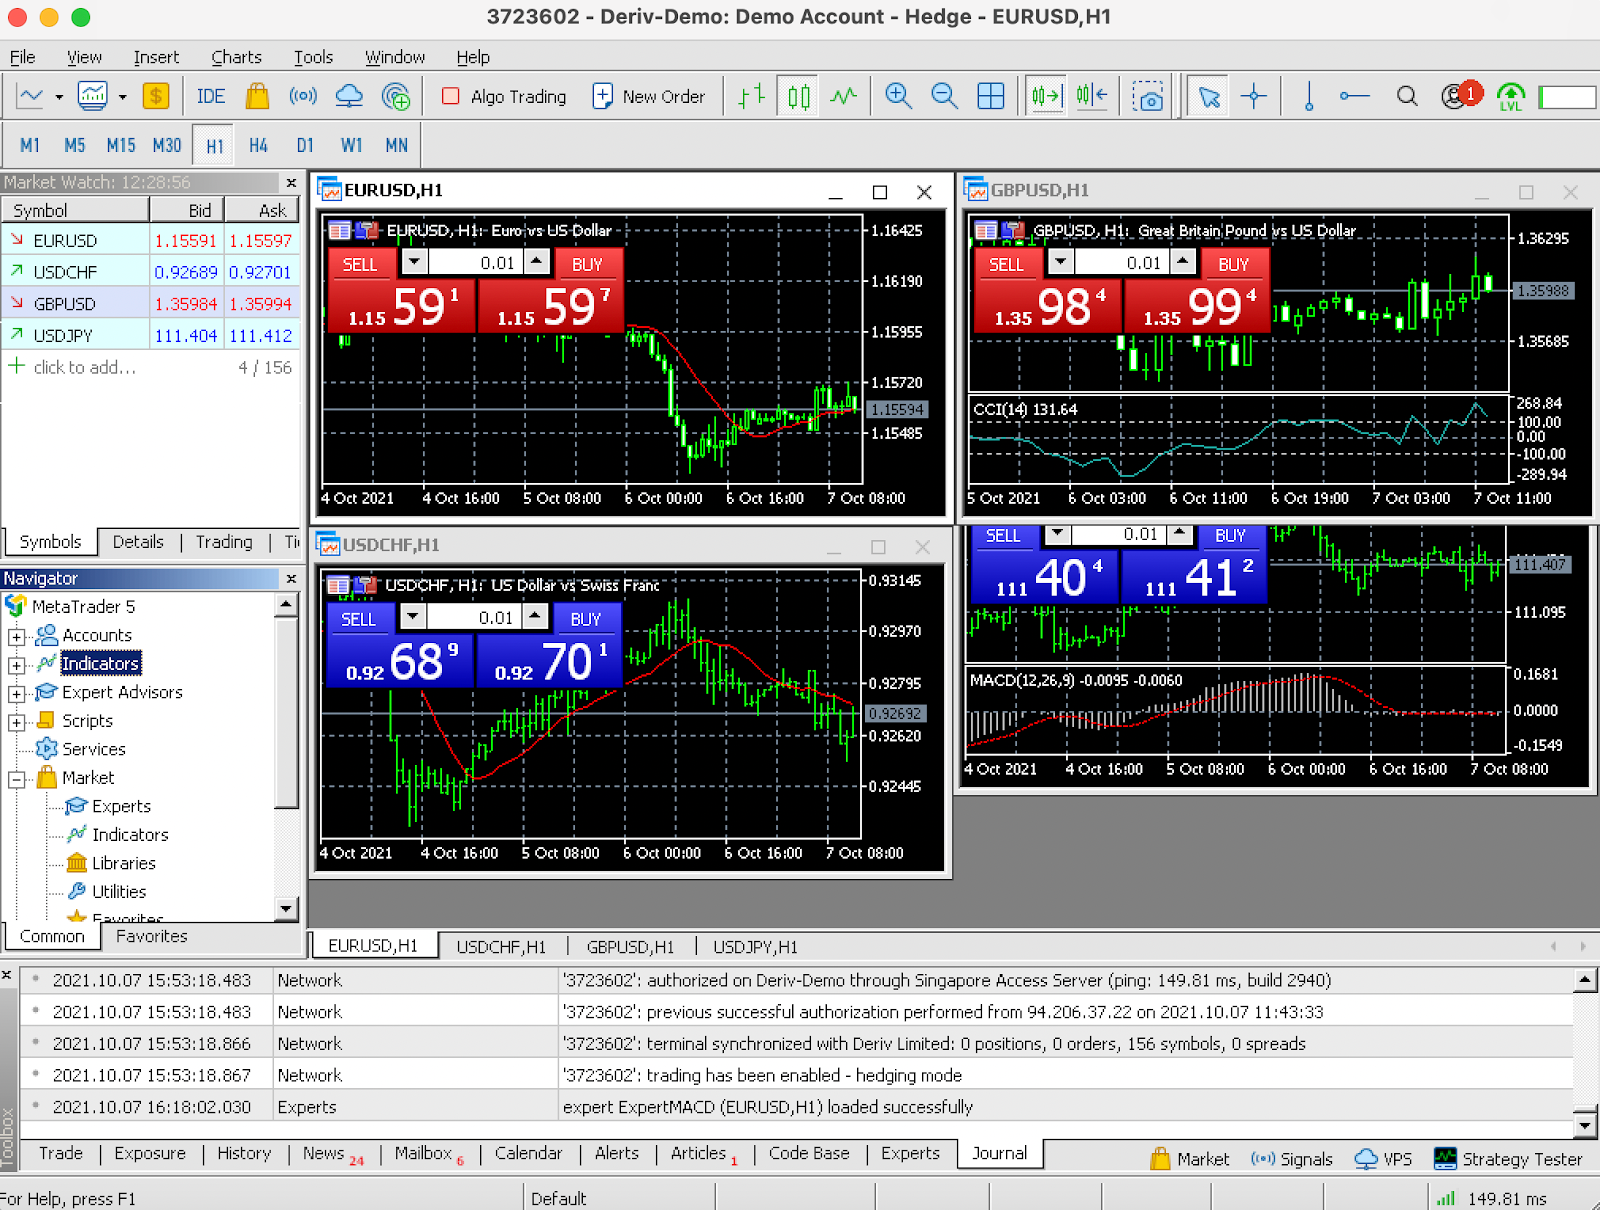 3723602 - Deriv-Demo: Demo Account - Hedge - EURUSD,H1
File View Insert Charts Tools Window Help
$ IDE Algo Trading New Order 1 LVL
M1 M5 M15 M30 H1 H4 D1 W1 MN
Market Watch: 12:28:56
Symbol Bid Ask
EURUSD 1.15591 1.15597
USDCHF 0.92689 0.92701
GBPUSD 1.35984 1.35994
USDJPY 111.404 111.412
click to add... 4 / 156
Symbols Details Trading Ti
Navigator
MetaTrader 5
Accounts
Indicators
Expert Advisors
Scripts
Services
Market
Experts
Indicators
Libraries
Utilities
Favorites
Common Favorites
EURUSD,H1
EURUSD, H1: Euro vs US Dollar
SELL 0.01 BUY
1.15 59 1 1.15 59 7
1.16425
1.16190
1.15955
1.15720
1.15594
1.15485
4 Oct 2021 4 Oct 16:00 5 Oct 08:00 6 Oct 00:00 6 Oct 16:00 7 Oct 08:00
GBPUSD,H1
GBPUSD, H1: Great Britain Pound vs US Dollar
SELL 0.01 BUY
1.35 98 4 1.35 99 4
1.36295
1.35988
1.35685
CCI(14) 131.64
268.84
100.00
0.00
-100.00
-289.94
5 Oct 2021 6 Oct 03:00 6 Oct 11:00 6 Oct 19:00 7 Oct 03:00 7 Oct 11:00
USDCHF,H1
USDCHF, H1: US Dollar vs Swiss Franc
SELL 0.01 BUY
0.92 68 9 0.92 70 1
0.93145
0.92970
0.92795
0.92692
0.92620
0.92445
4 Oct 2021 4 Oct 16:00 5 Oct 08:00 6 Oct 00:00 6 Oct 16:00 7 Oct 08:00
SELL 0.01 BUY
111 40 4 111 41 2
111.407
111.095
MACD(12,26,9) -0.0095 -0.0060
0.1681
0.0000
-0.1549
4 Oct 2021 4 Oct 16:00 5 Oct 08:00 6 Oct 00:00 6 Oct 16:00 7 Oct 08:00
EURUSD,H1 USDCHF,H1 GBPUSD,H1 USDJPY,H1
2021.10.07 15:53:18.483 Network '3723602': authorized on Deriv-Demo through Singapore Access Server (ping: 149.81 ms, build 2940)
2021.10.07 15:53:18.483 Network '3723602': previous successful authorization performed from 94.206.37.22 on 2021.10.07 11:43:33
2021.10.07 15:53:18.866 Network '3723602': terminal synchronized with Deriv Limited: 0 positions, 0 orders, 156 symbols, 0 spreads
2021.10.07 15:53:18.867 Network '3723602': trading has been enabled - hedging mode
2021.10.07 16:18:02.030 Experts expert ExpertMACD (EURUSD,H1) loaded successfully
Toolbox
Trade Exposure History News 24 Mailbox 6 Calendar Alerts Articles 1 Code Base Experts Journal Market Signals VPS Strategy Tester
For Help, press F1 Default 149.81 ms